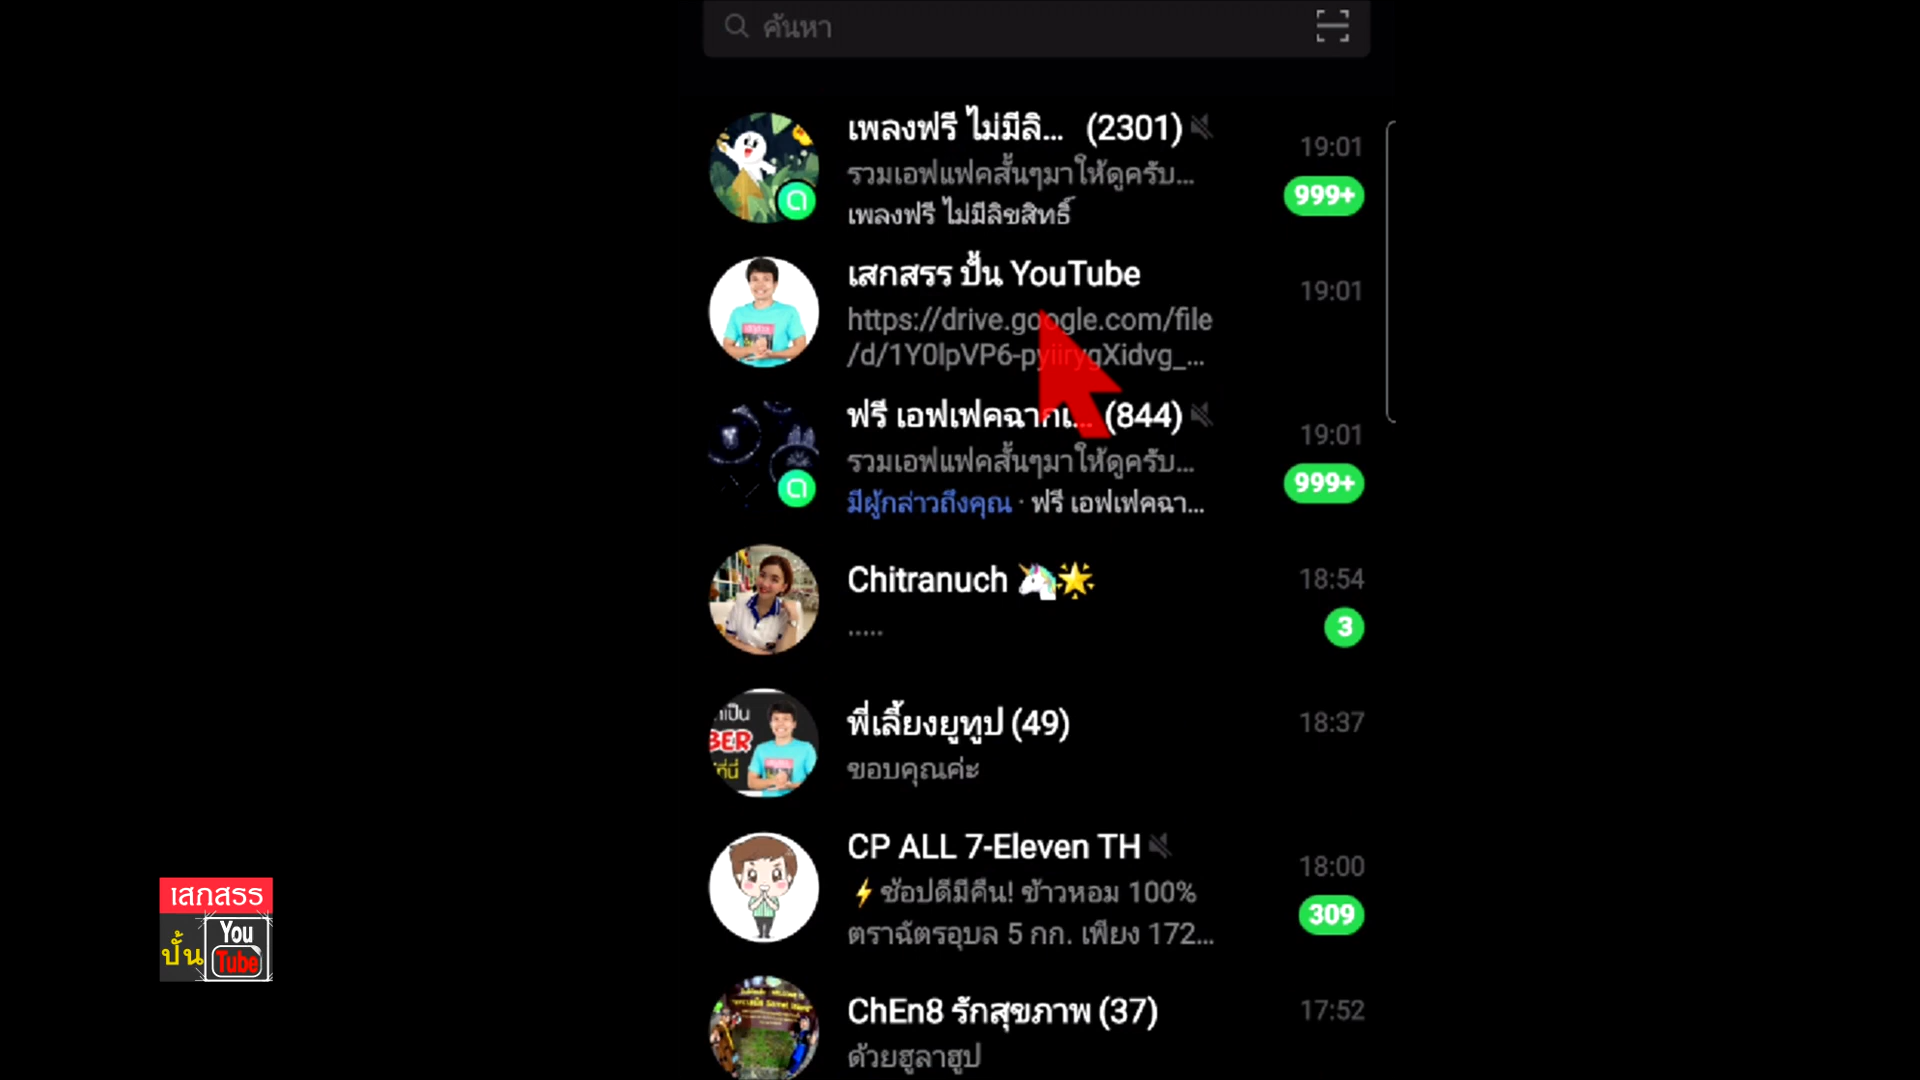 ค้นหา
เพลงฟรี ไม่มีลิ... (2301)
19:01
รวมเอฟแฟคสั้นๆมาให้ดูครับ...
999+
เพลงฟรี ไม่มีลิขสิทธิ์
เสกสรร ปั้น YouTube
19:01
https://drive.google.com/file
/d/1Y0lpVP6-pyiirygXidvg_...
ฟรี เอฟเฟคฉากเ... (844)
19:01
รวมเอฟแฟคสั้นๆมาให้ดูครับ...
999+
มีผู้กล่าวถึงคุณ · ฟรี เอฟเฟคฉา...
Chitranuch
18:54
.....
3
พี่เลี้ยงยูทูป (49)
18:37
ขอบคุณค่ะ
BER
ที่นี่
CP ALL 7-Eleven TH
18:00
ช้อปดีมีคืน! ข้าวหอม 100%
309
ตราฉัตรอุบล 5 กก. เพียง 172...
ChEn8 รักสุขภาพ (37)
17:52
ด้วยฮูลาฮูป
เสกสรร
ปั้น
You
Tube